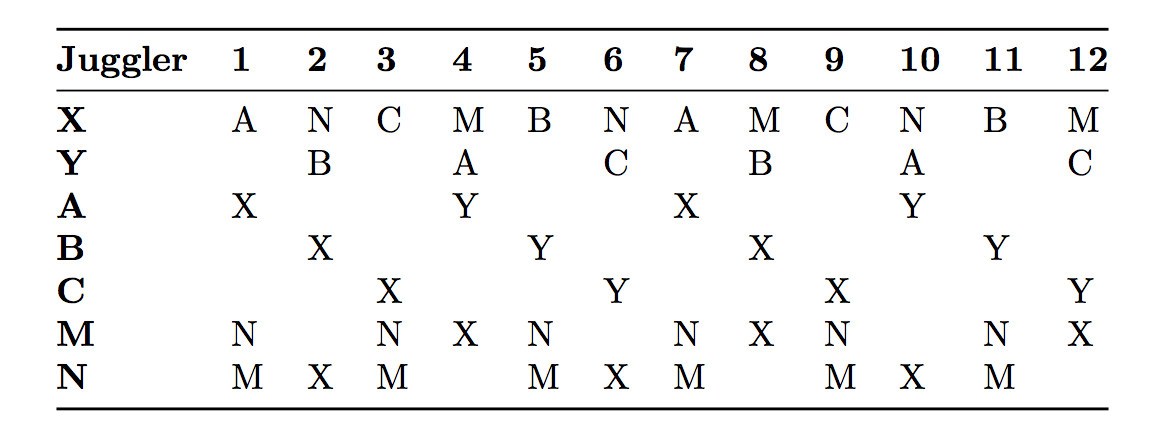 Juggler 1 2 3 4 5 6 7 8 9 10 11 12
X A N C M B N A M C N B M
Y B A C B A C
A X Y X Y
B X Y X Y
C X Y X Y
M N N X N N X N N X
N M X M M X M M X M